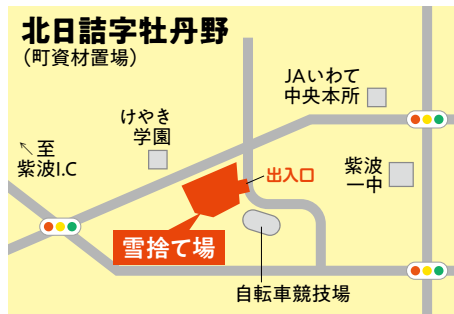 北日詰字牡丹野
（町資材置場）
JAいわて
中央本所
けやき
学園
↖至
紫波I.C
出入口
紫波
一中
雪捨て場
自転車競技場